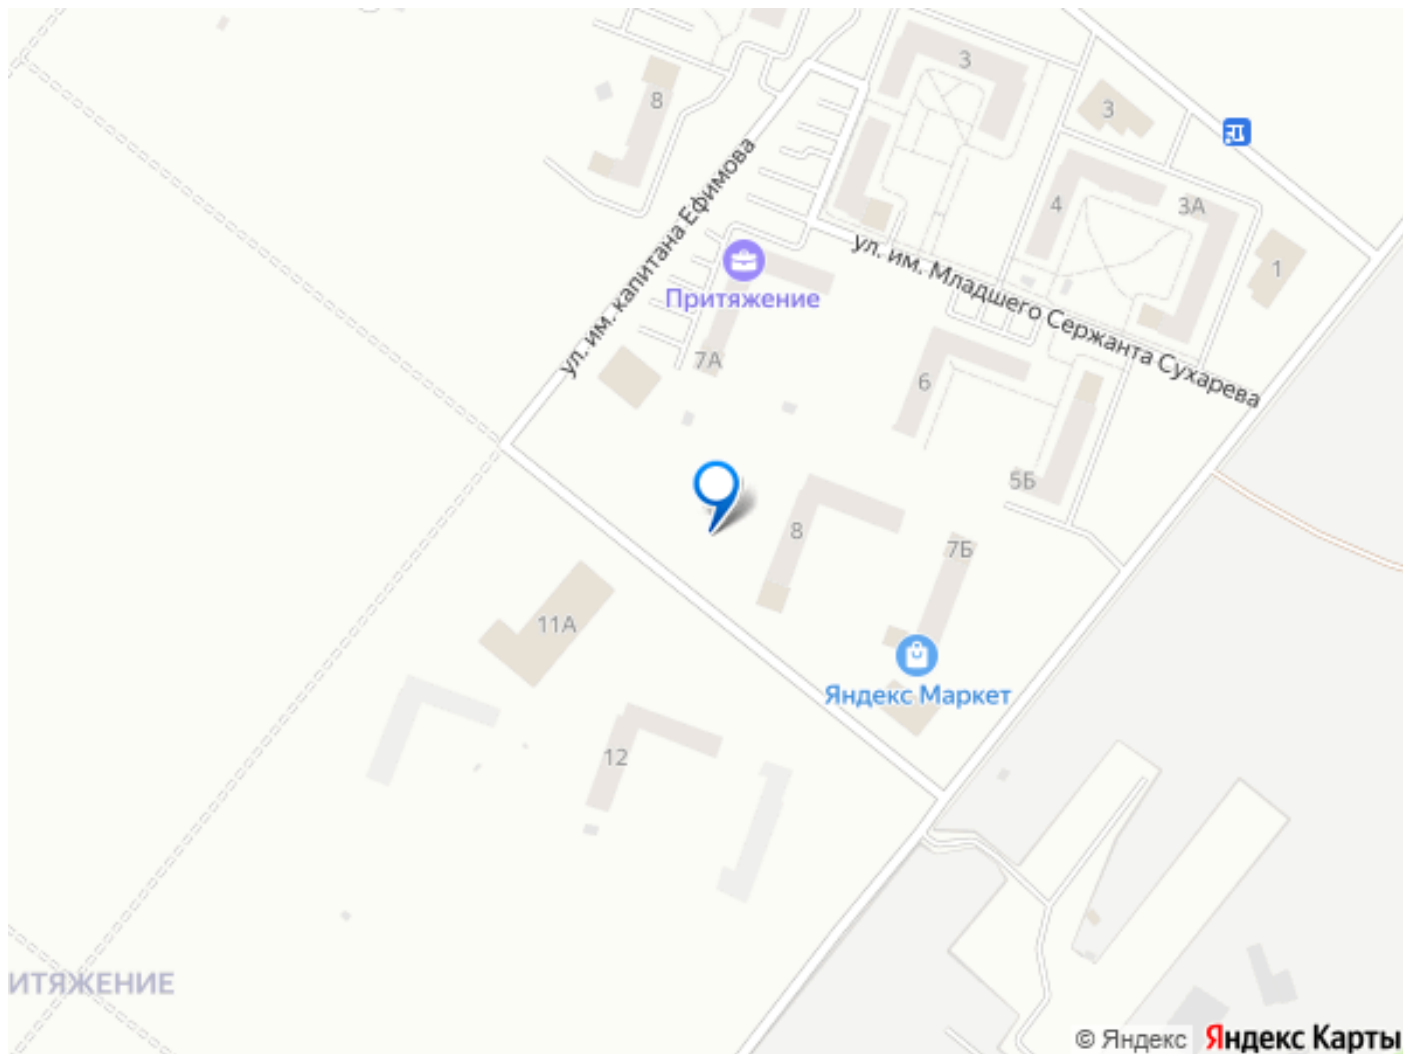 3
8
3
ул. им. капитана Ефимова
4
3А
1
ул. им. Младшего Сержанта Сухарева
Притяжение
7А
6
5Б
8
7Б
11А
Яндекс Маркет
12
ИТЯЖЕНИЕ
© Яндекс Яндекс Карты